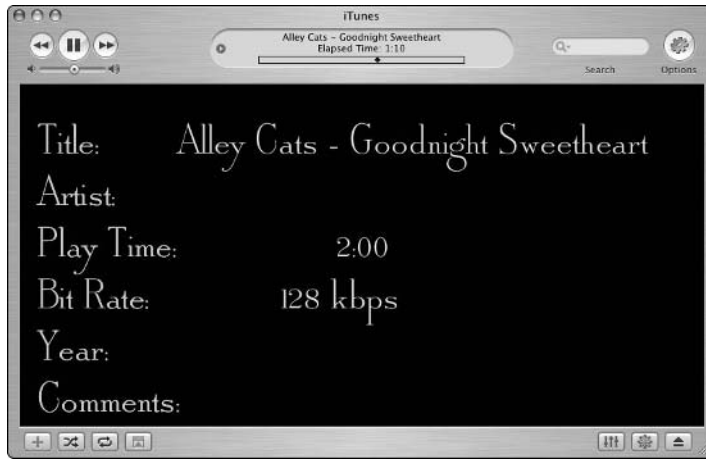 iTunes
Alley Cats - Goodnight Sweetheart
Elapsed Time: 1:10
Search
Options
Title: Alley Cats - Goodnight Sweetheart
Artist:
Play Time: 2:00
Bit Rate: 128 kbps
Year:
Comments: